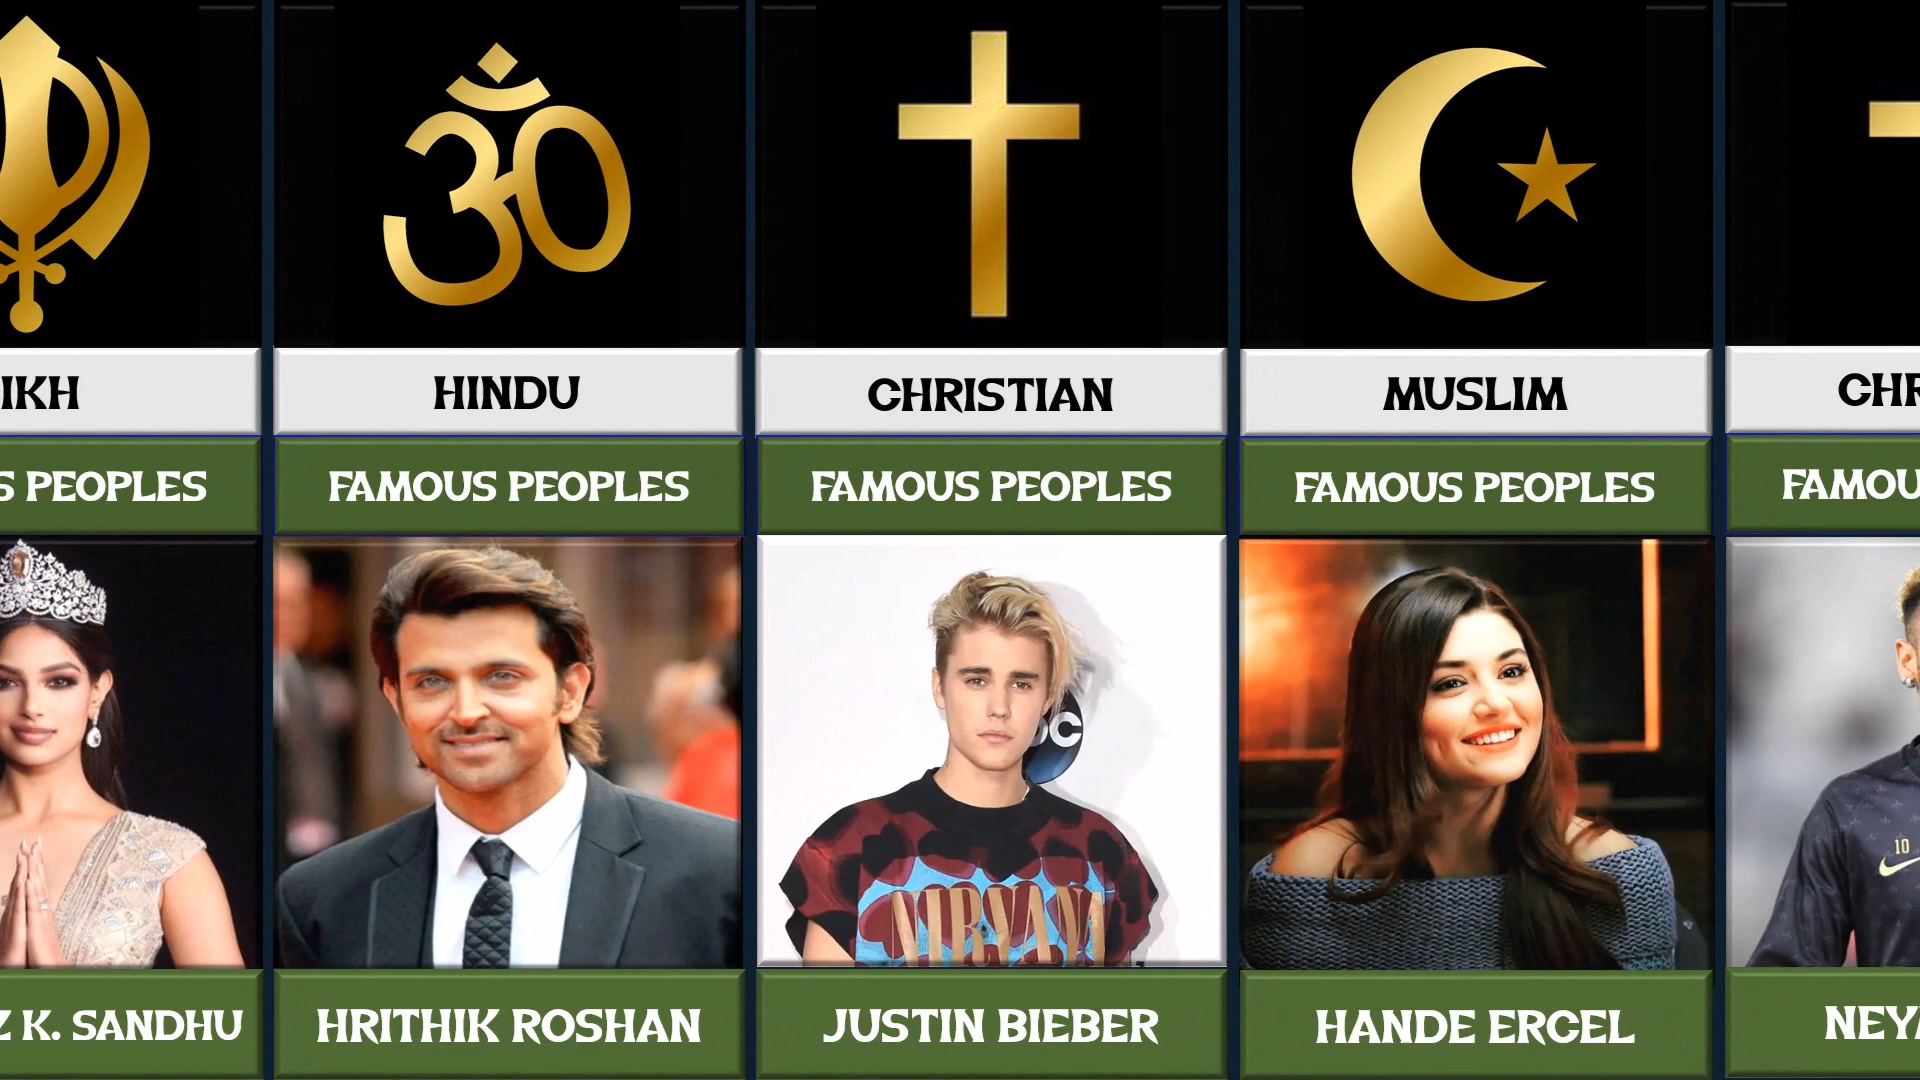 IKH
HINDU
CHRISTIAN
MUSLIM
CHR
S PEOPLES
FAMOUS PEOPLES
FAMOUS PEOPLES
FAMOUS PEOPLES
FAMOU
10
NIRVANA
Z K. SANDHU
HRITHIK ROSHAN
JUSTIN BIEBER
HANDE ERCEL
NEY